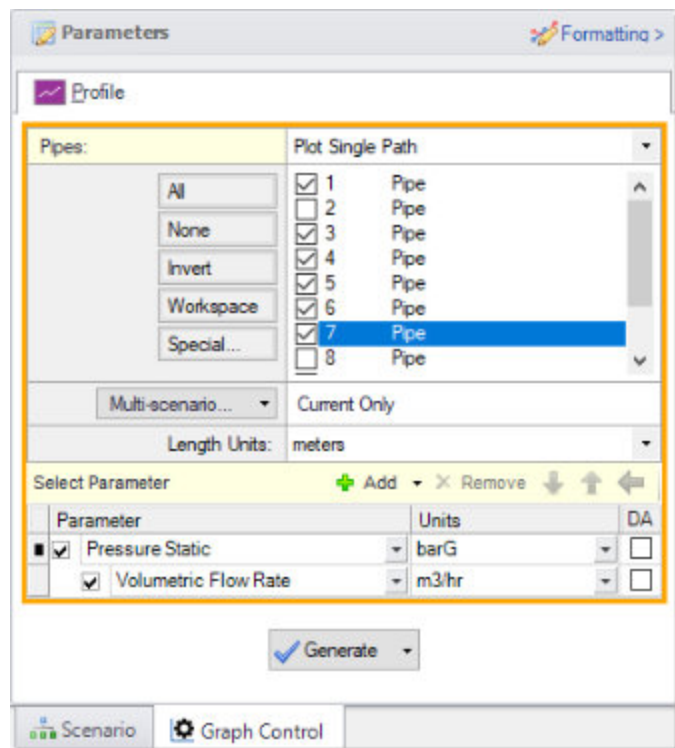 Parameters
Formatting >
Profile
Pipes: Plot Single Path
All
None
Invert
Workspace
Special...
1 Pipe
2 Pipe
3 Pipe
4 Pipe
5 Pipe
6 Pipe
7 Pipe
8 Pipe
Multi-scenario... Current Only
Length Units: meters
Select Parameter Add Remove
Parameter Units DA
Pressure Static barG
Volumetric Flow Rate m3/hr
Generate
Scenario Graph Control